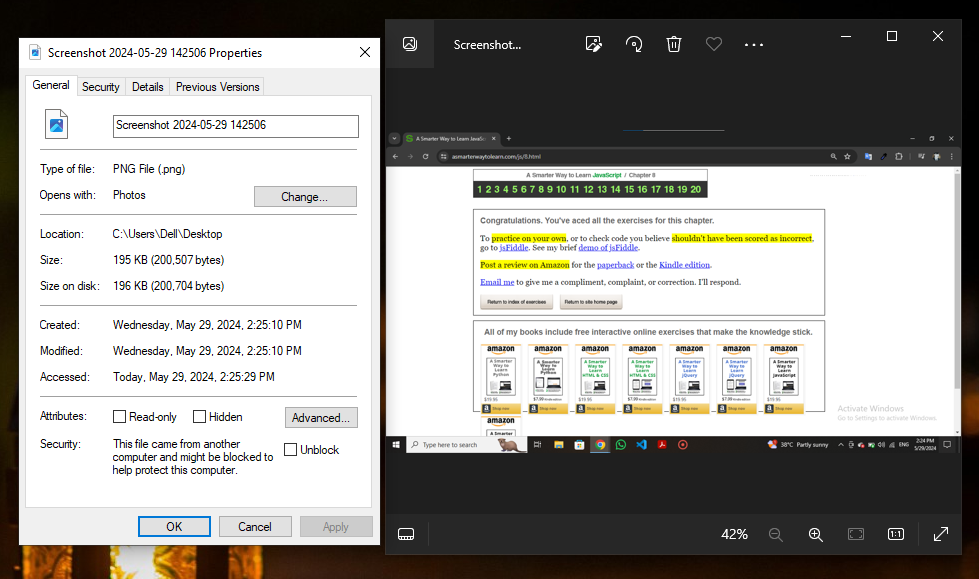 Screenshot 2024-05-29 142506 Properties
General Security Details Previous Versions
Screenshot 2024-05-29 142506
Type of file: PNG File (.png)
Opens with: Photos Change...
Location: C:\Users\Dell\Desktop
Size: 195 KB (200,507 bytes)
Size on disk: 196 KB (200,704 bytes)
Created: Wednesday, May 29, 2024, 2:25:10 PM
Modified: Wednesday, May 29, 2024, 2:25:10 PM
Accessed: Today, May 29, 2024, 2:25:29 PM
Attributes: Read-only Hidden Advanced...
Security: This file came from another
computer and might be blocked to
help protect this computer.
Unblock
OK Cancel Apply
Screenshot...
A Smarter Way to Learn JavaSc
asmarterwaytolearn.com/js/8.html
A Smarter Way to Learn JavaScript / Chapter 8
1 2 3 4 5 6 7 8 9 10 11 12 13 14 15 16 17 18 19 20
Congratulations. You've aced all the exercises for this chapter.
To practice on your own, or to check code you believe shouldn't have been scored as incorrect,
go to jsFiddle. See my brief demo of jsFiddle.
Post a review on Amazon for the paperback or the Kindle edition.
Email me to give me a compliment, complaint, or correction. I'll respond.
Return to index of exercises Return to site home page
All of my books include free interactive online exercises that make the knowledge stick.
amazon amazon amazon amazon amazon amazon amazon
A Smarter Way to Learn Python
A Smarter Way to Learn Python
A Smarter Way to Learn HTML & CSS
A Smarter Way to Learn HTML & CSS
A Smarter Way to Learn jQuery
A Smarter Way to Learn jQuery
A Smarter Way to Learn JavaScript
Shop now Shop now Shop now Shop now Shop now Shop now Shop now
amazon
A Smarter
Activate Windows
Go to Settings to activate Windows.
Type here to search
38°C Partly sunny
ENG
2:24 PM
5/29/2024
42%
1:1